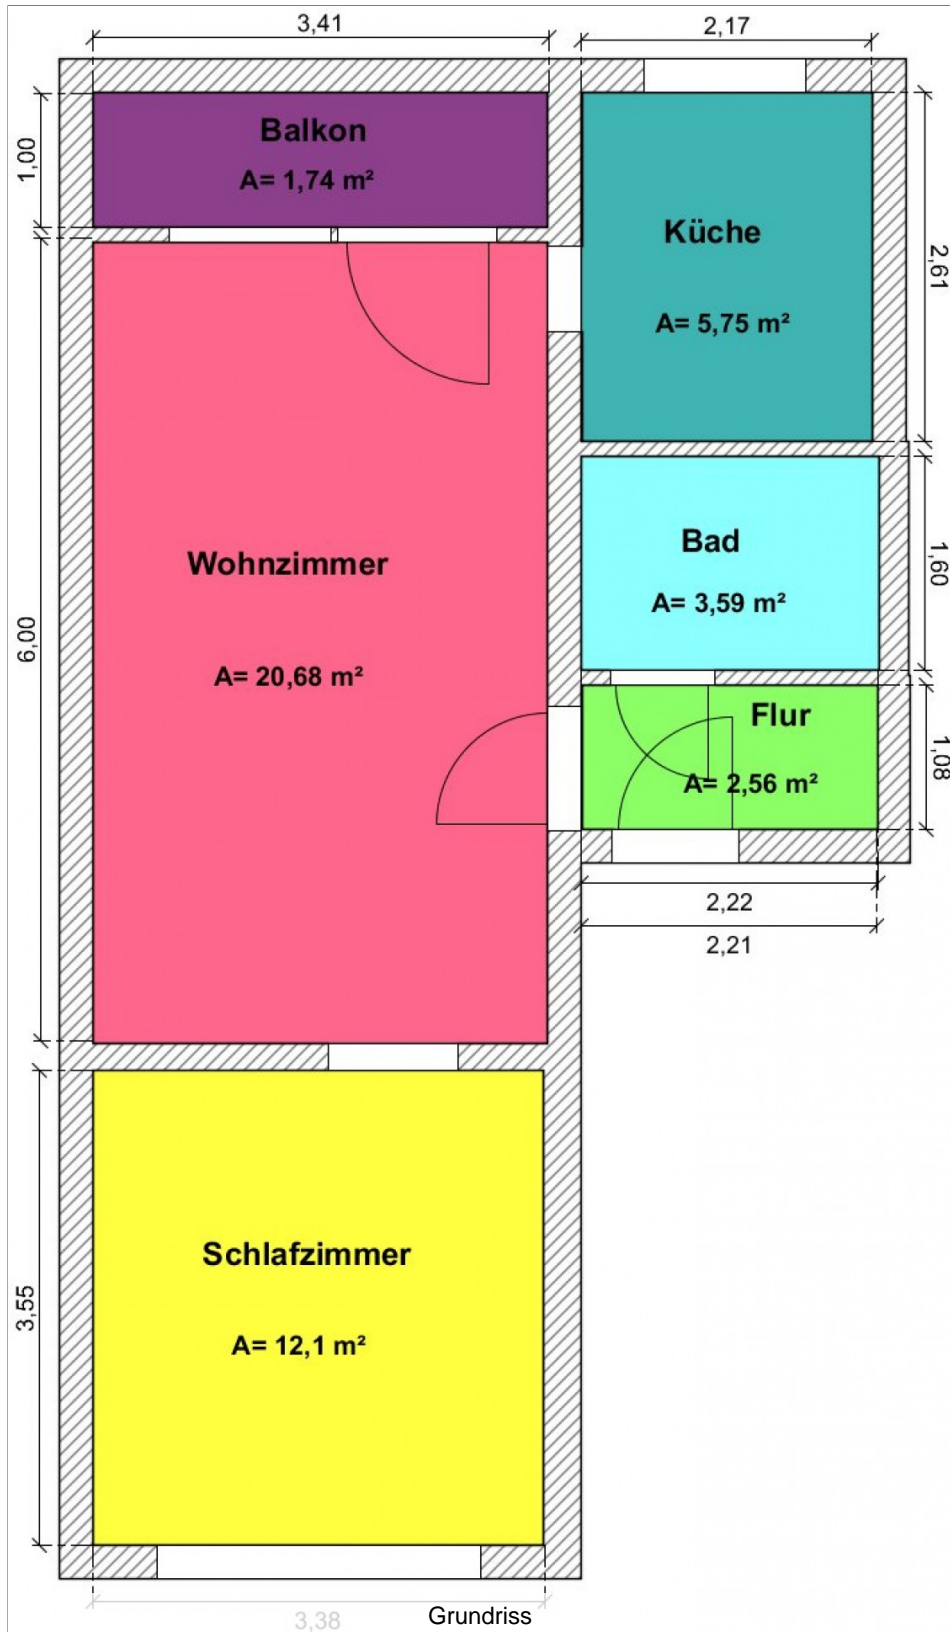 3,41
2,17
1,00
Balkon
A= 1,74 m²
Küche
A= 5,75 m²
2,61
Wohnzimmer
A= 20,68 m²
6,00
Bad
A= 3,59 m²
1,60
Flur
A= 2,56 m²
1,08
2,22
2,21
Schlafzimmer
A= 12,1 m²
3,55
3,38
Grundriss